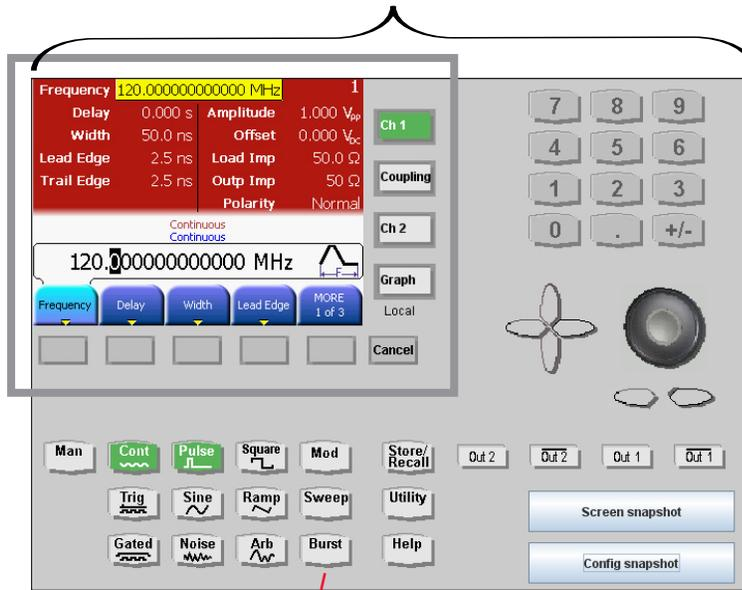 Frequency 120.000000000000 MHz 1
Delay 0.000 s Amplitude 1.000 Vpp
Width 50.0 ns Offset 0.000 Vdc
Lead Edge 2.5 ns Load Imp 50.0 Ω
Trail Edge 2.5 ns Outp Imp 50 Ω
Polarity Normal
Continuous
Continuous
120.000000000000 MHz
F
Frequency Delay Width Lead Edge MORE
1 of 3
Ch 1
Coupling
Ch 2
Graph
Local
Cancel
7 8 9
4 5 6
1 2 3
0 . +/-
Man Cont Pulse Square Mod Store/
Recall
Out 2 Out 2 Out 1 Out 1
Trig Sine Ramp Sweep Utility
Screen snapshot
Gated Noise Arb Burst Help
Config snapshot